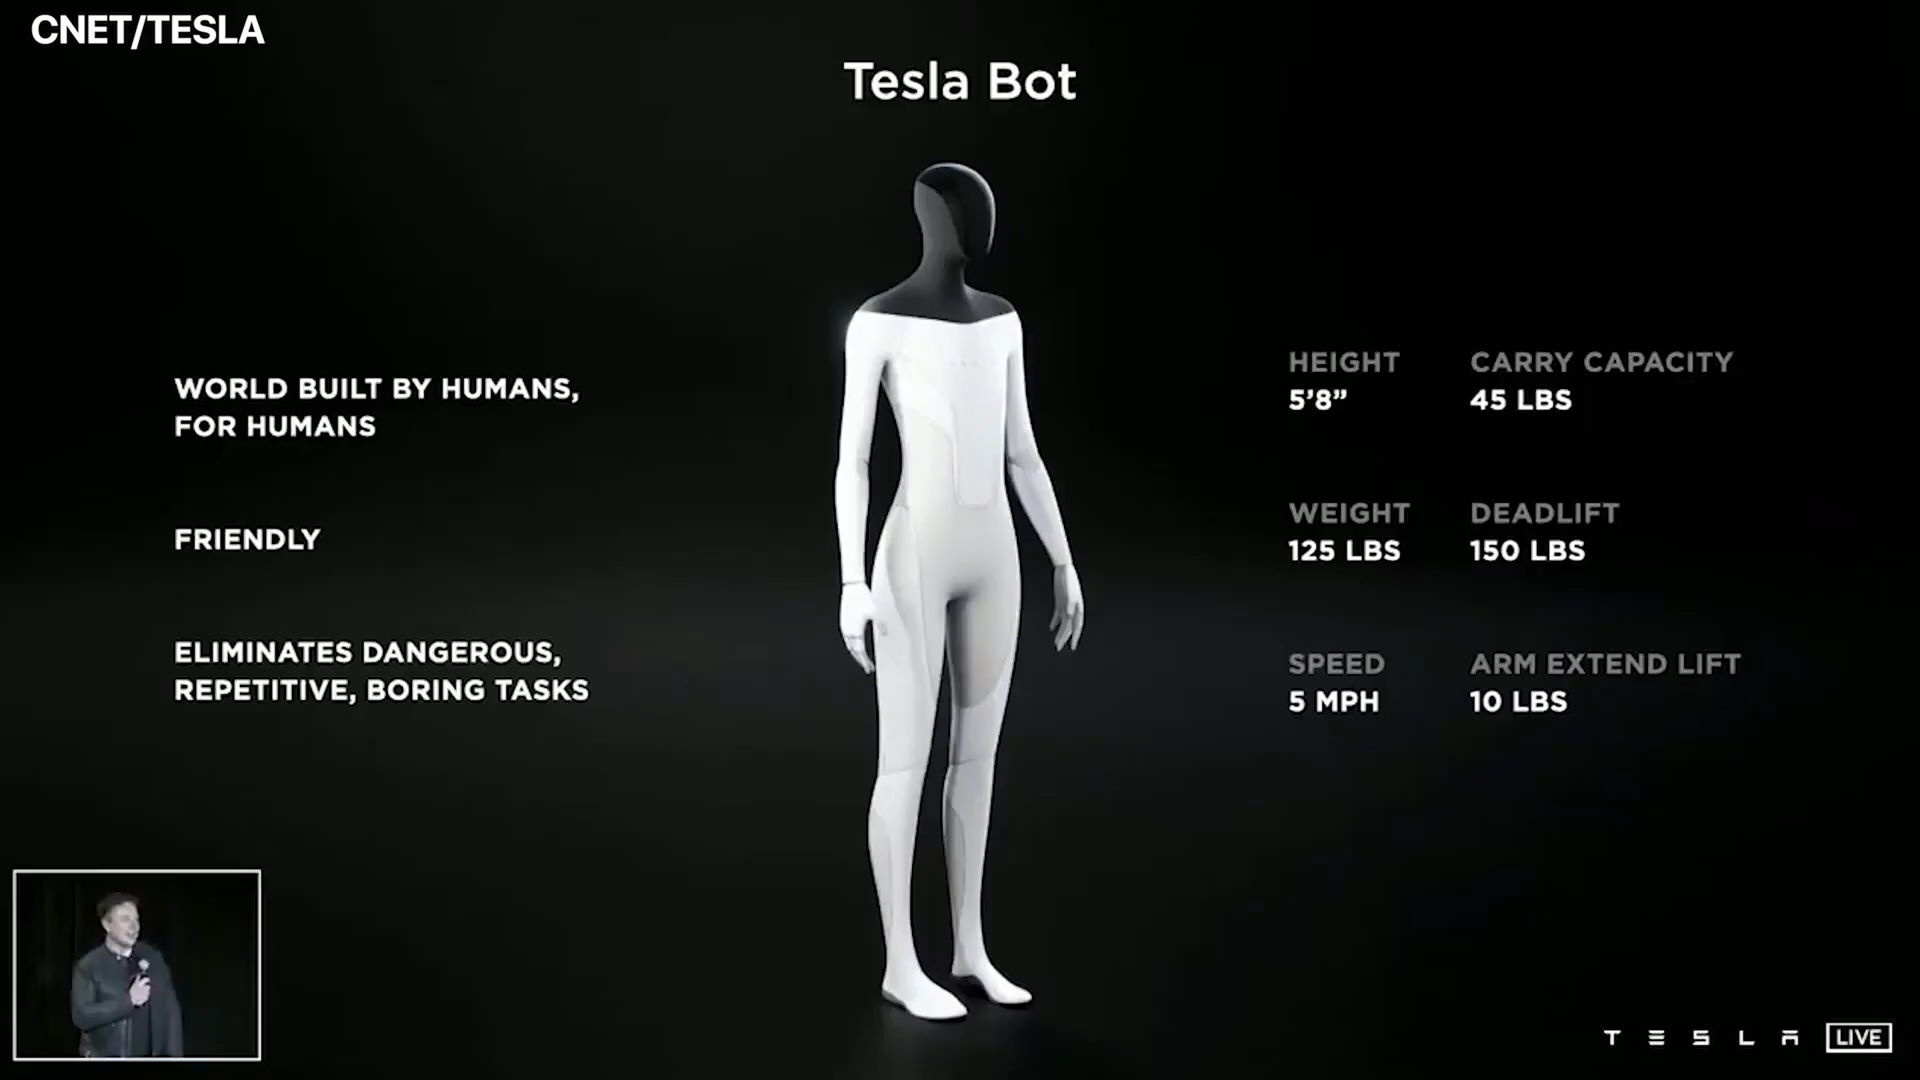 CNET/TESLA
Tesla Bot
WORLD BUILT BY HUMANS,
FOR HUMANS
FRIENDLY
ELIMINATES DANGEROUS,
REPETITIVE, BORING TASKS
HEIGHT
5’8”
CARRY CAPACITY
45 LBS
WEIGHT
125 LBS
DEADLIFT
150 LBS
SPEED
5 MPH
ARM EXTEND LIFT
10 LBS
TESLA LIVE